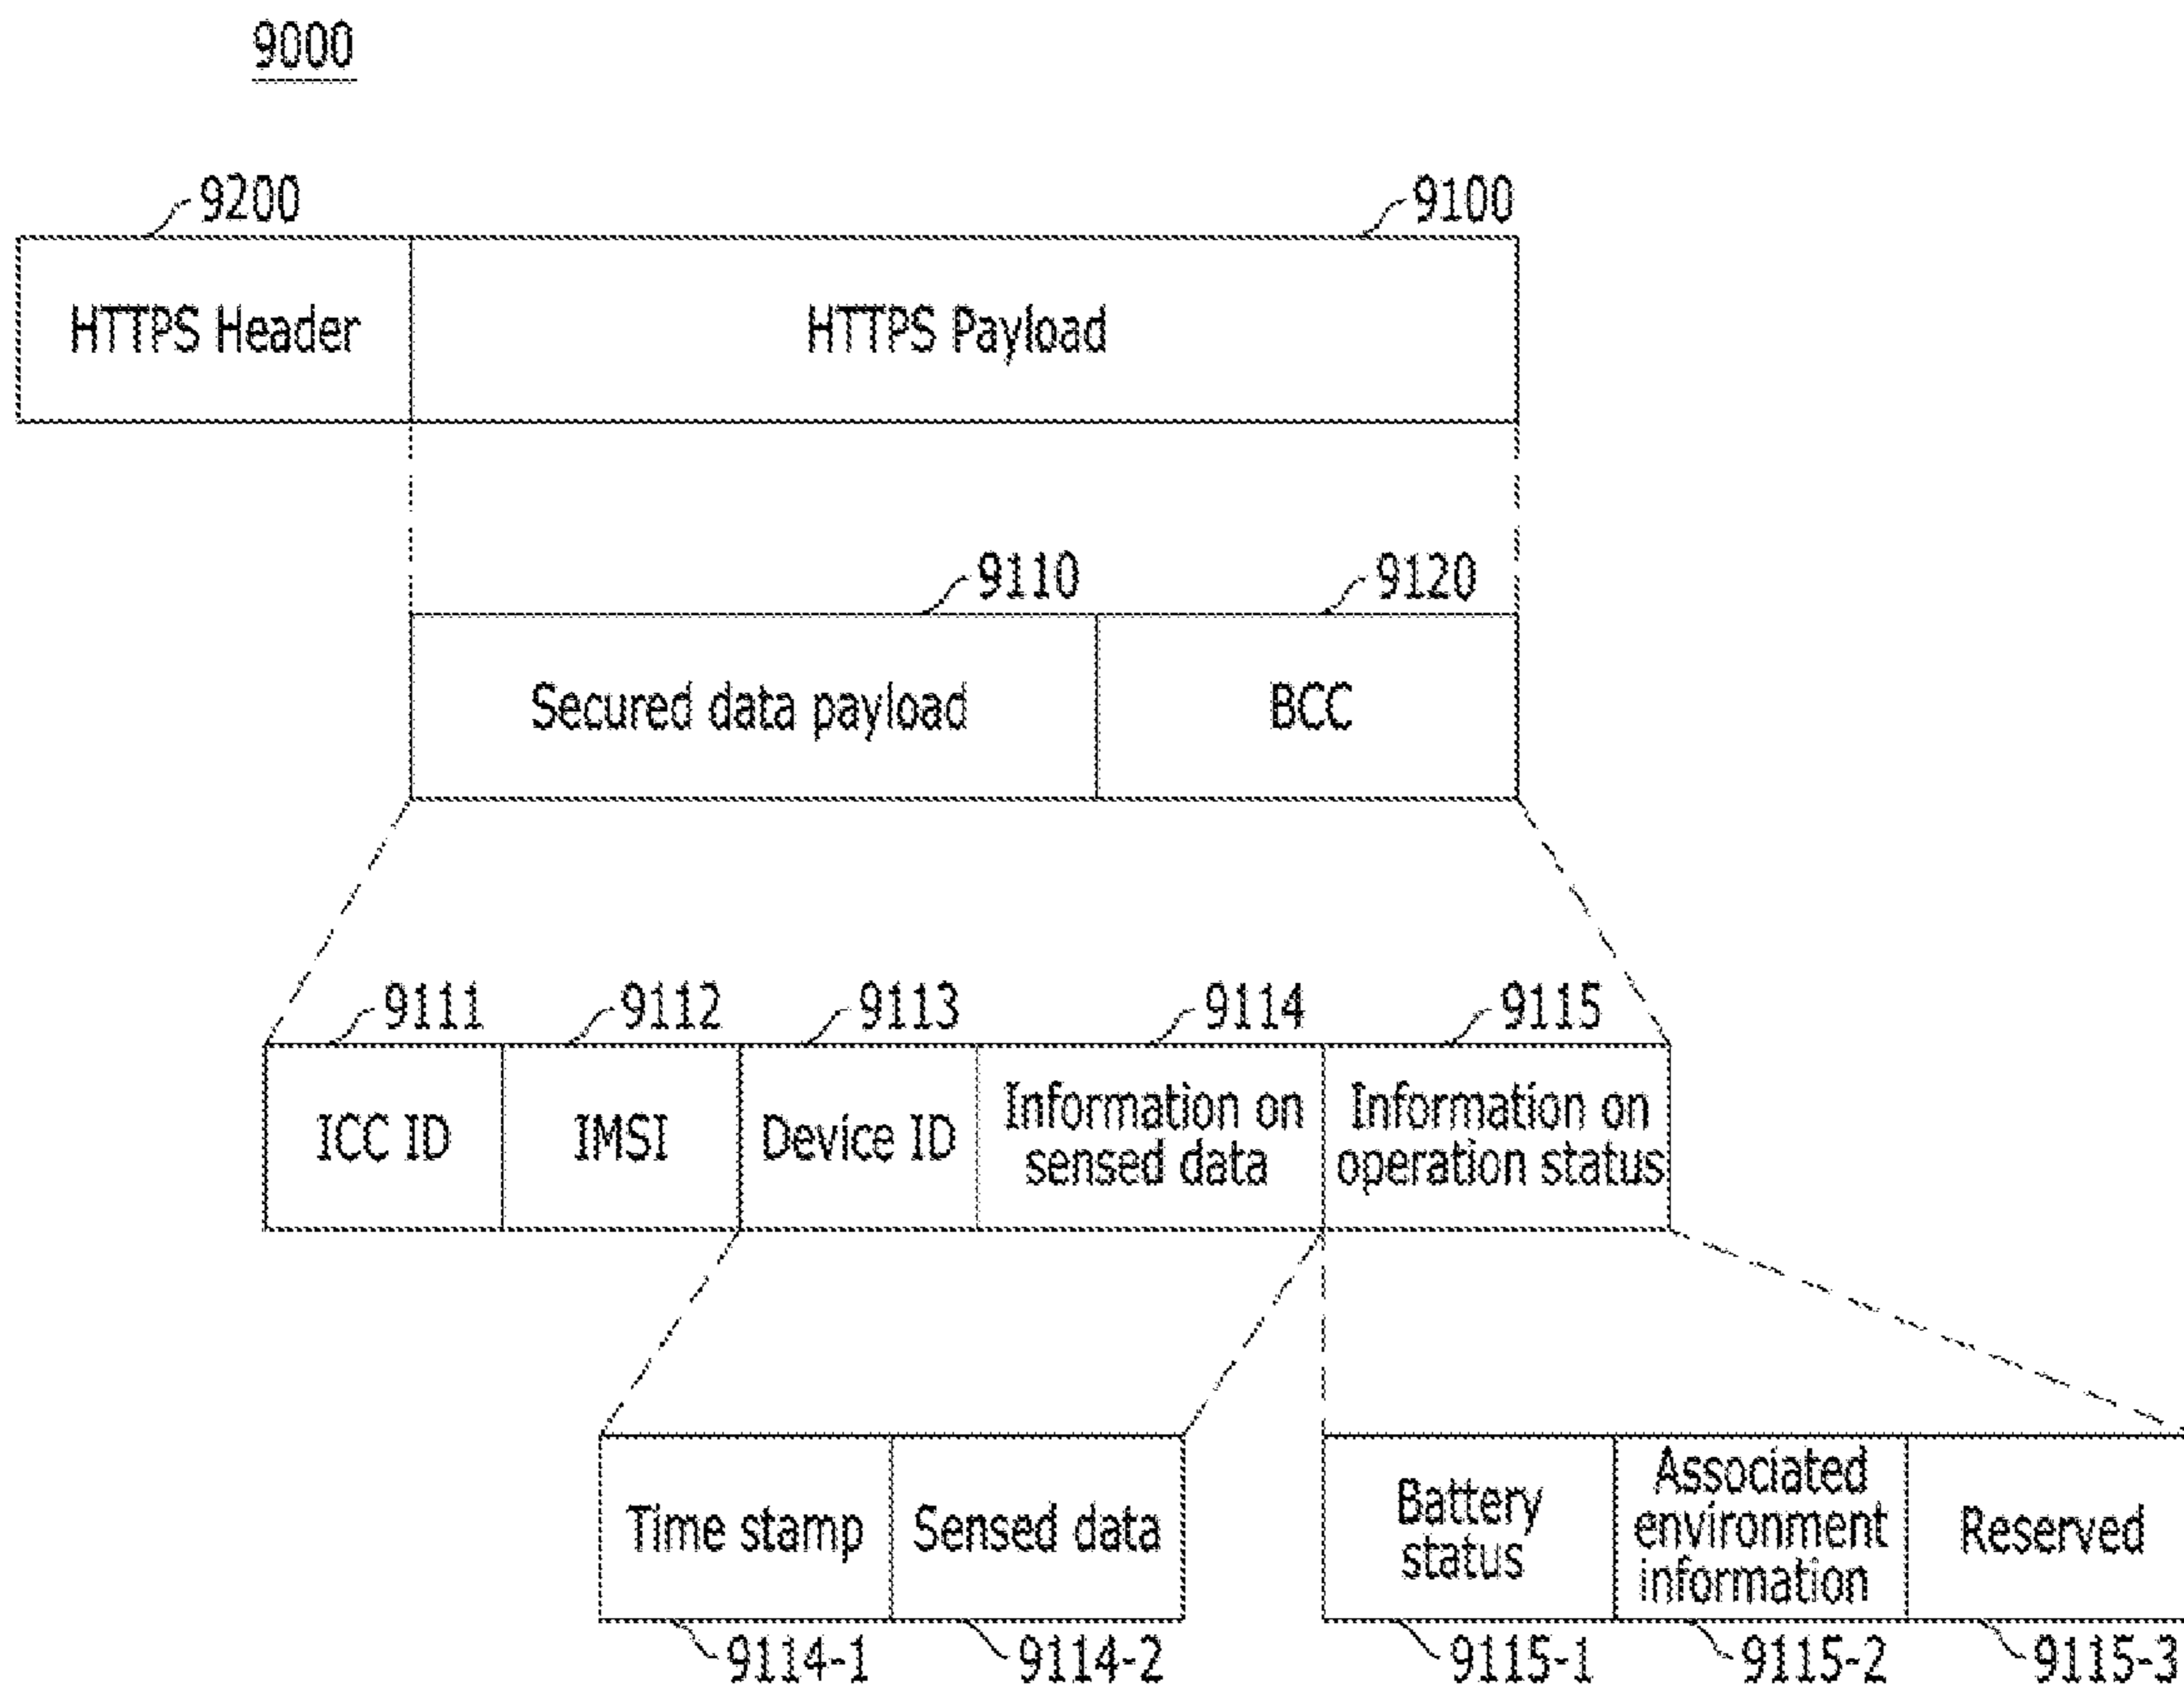 9000
9200
9100
HTTPS Header
HTTPS Payload
9110
9120
Secured data payload
BCC
9111
9112
9113
9114
9115
ICC ID
IMSI
Device ID
Information on
sensed data
Information on
operation status
Time stamp
Sensed data
Battery
status
Associated
environment
information
Reserved
9114-1
9114-2
9115-1
9115-2
9115-3